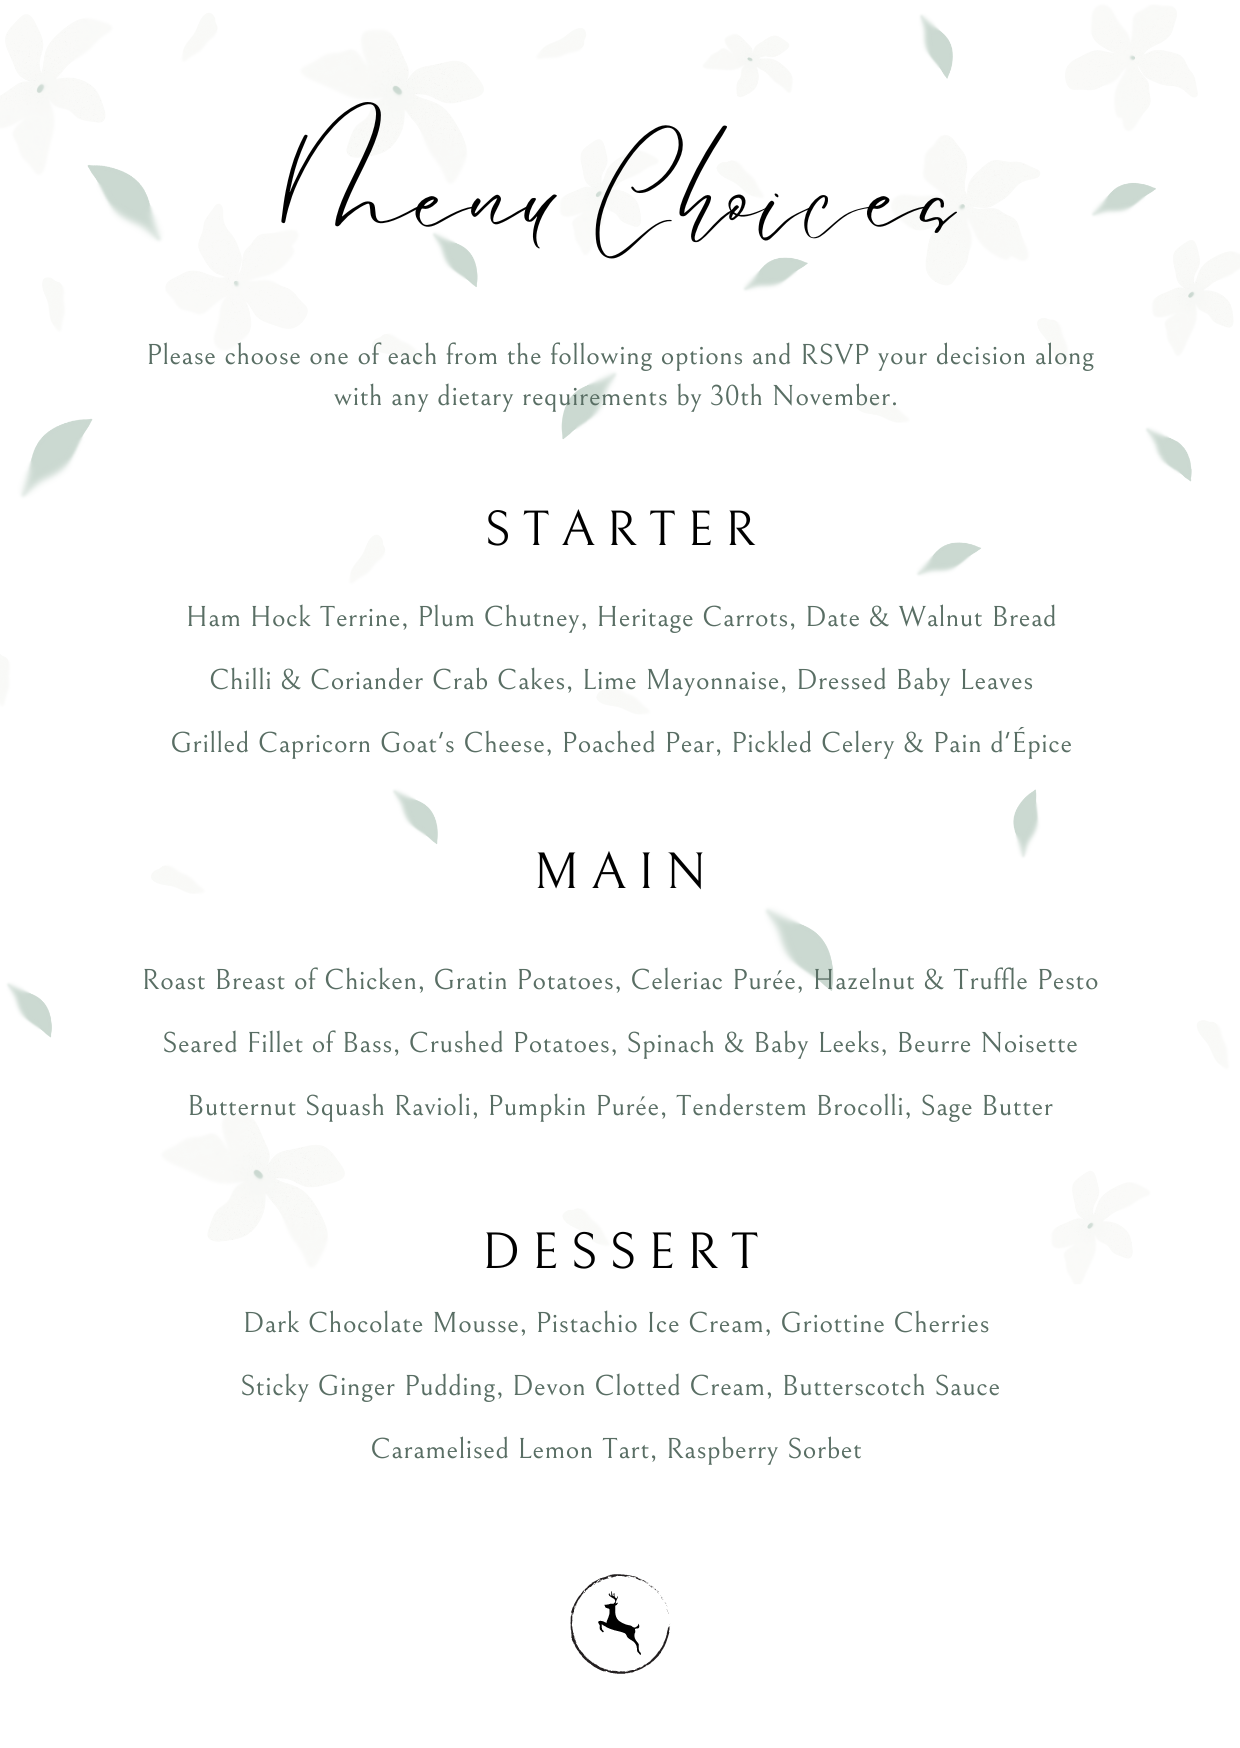 Menu Choices
Please choose one of each from the following options and RSVP your decision along
with any dietary requirements by 30th November.
STARTER
Ham Hock Terrine, Plum Chutney, Heritage Carrots, Date & Walnut Bread
Chilli & Coriander Crab Cakes, Lime Mayonnaise, Dressed Baby Leaves
Grilled Capricorn Goat's Cheese, Poached Pear, Pickled Celery & Pain d'Épice
MAIN
Roast Breast of Chicken, Gratin Potatoes, Celeriac Purée, Hazelnut & Truffle Pesto
Seared Fillet of Bass, Crushed Potatoes, Spinach & Baby Leeks, Beurre Noisette
Butternut Squash Ravioli, Pumpkin Purée, Tenderstem Brocolli, Sage Butter
DESSERT
Dark Chocolate Mousse, Pistachio Ice Cream, Griottine Cherries
Sticky Ginger Pudding, Devon Clotted Cream, Butterscotch Sauce
Caramelised Lemon Tart, Raspberry Sorbet